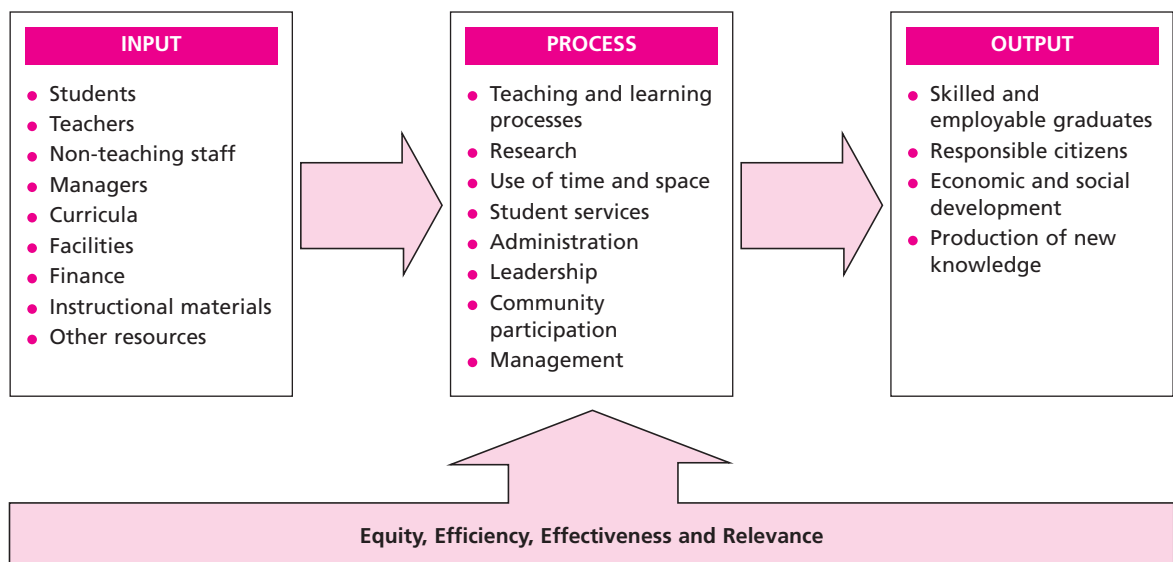 INPUT
• Students
• Teachers
• Non-teaching staff
• Managers
• Curricula
• Facilities
• Finance
• Instructional materials
• Other resources
PROCESS
• Teaching and learning
processes
• Research
• Use of time and space
• Student services
• Administration
• Leadership
• Community
participation
• Management
OUTPUT
• Skilled and
employable graduates
• Responsible citizens
• Economic and social
development
• Production of new
knowledge
Equity, Efficiency, Effectiveness and Relevance